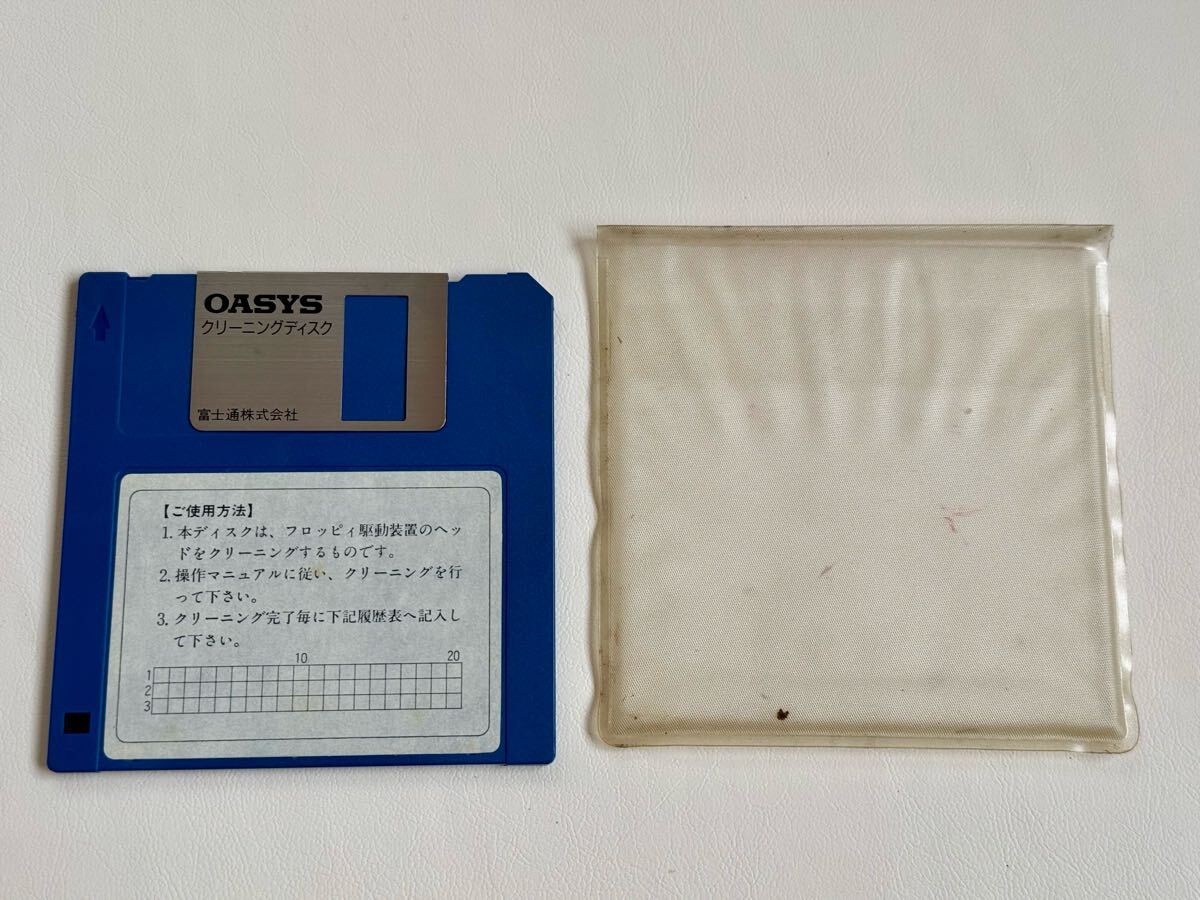 OASYS
クリーニングディスク
富士通株式会社
【ご使用方法】
1. 本ディスクは、フロッピィ駆動装置のヘッ
ドをクリーニングするものです。
2. 操作マニュアルに従い、クリーニングを行
って下さい。
3. クリーニング完了毎に下記履歴表へ記入し
て下さい。
10 20
1
2
3